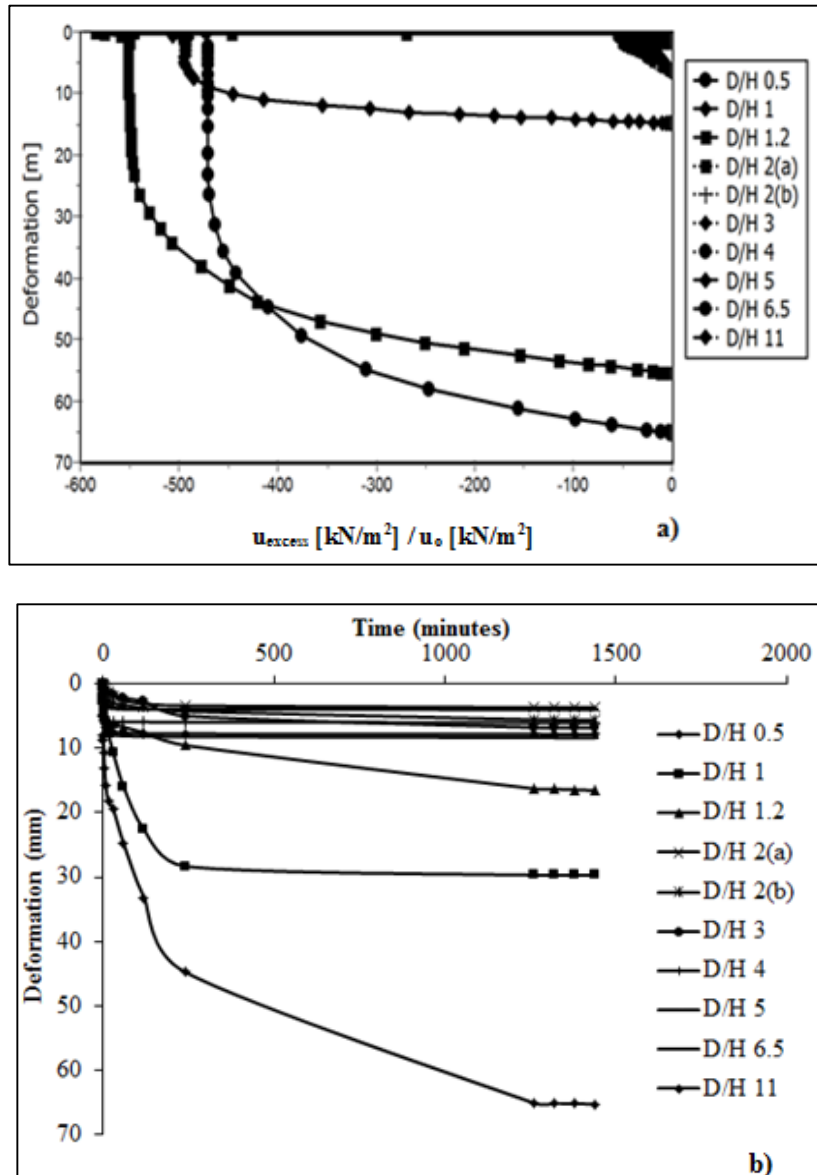 0
10
20
30
40
50
60
70
Deformation [m]
-600
-500
-400
-300
-200
-100
0
u_excess [kN/m²] / u_o [kN/m²]
a)
D/H 0.5
D/H 1
D/H 1.2
D/H 2(a)
D/H 2(b)
D/H 3
D/H 4
D/H 5
D/H 6.5
D/H 11
Time (minutes)
0
500
1000
1500
2000
0
10
20
30
40
50
60
70
Deformation (mm)
D/H 0.5
D/H 1
D/H 1.2
D/H 2(a)
D/H 2(b)
D/H 3
D/H 4
D/H 5
D/H 6.5
D/H 11
b)